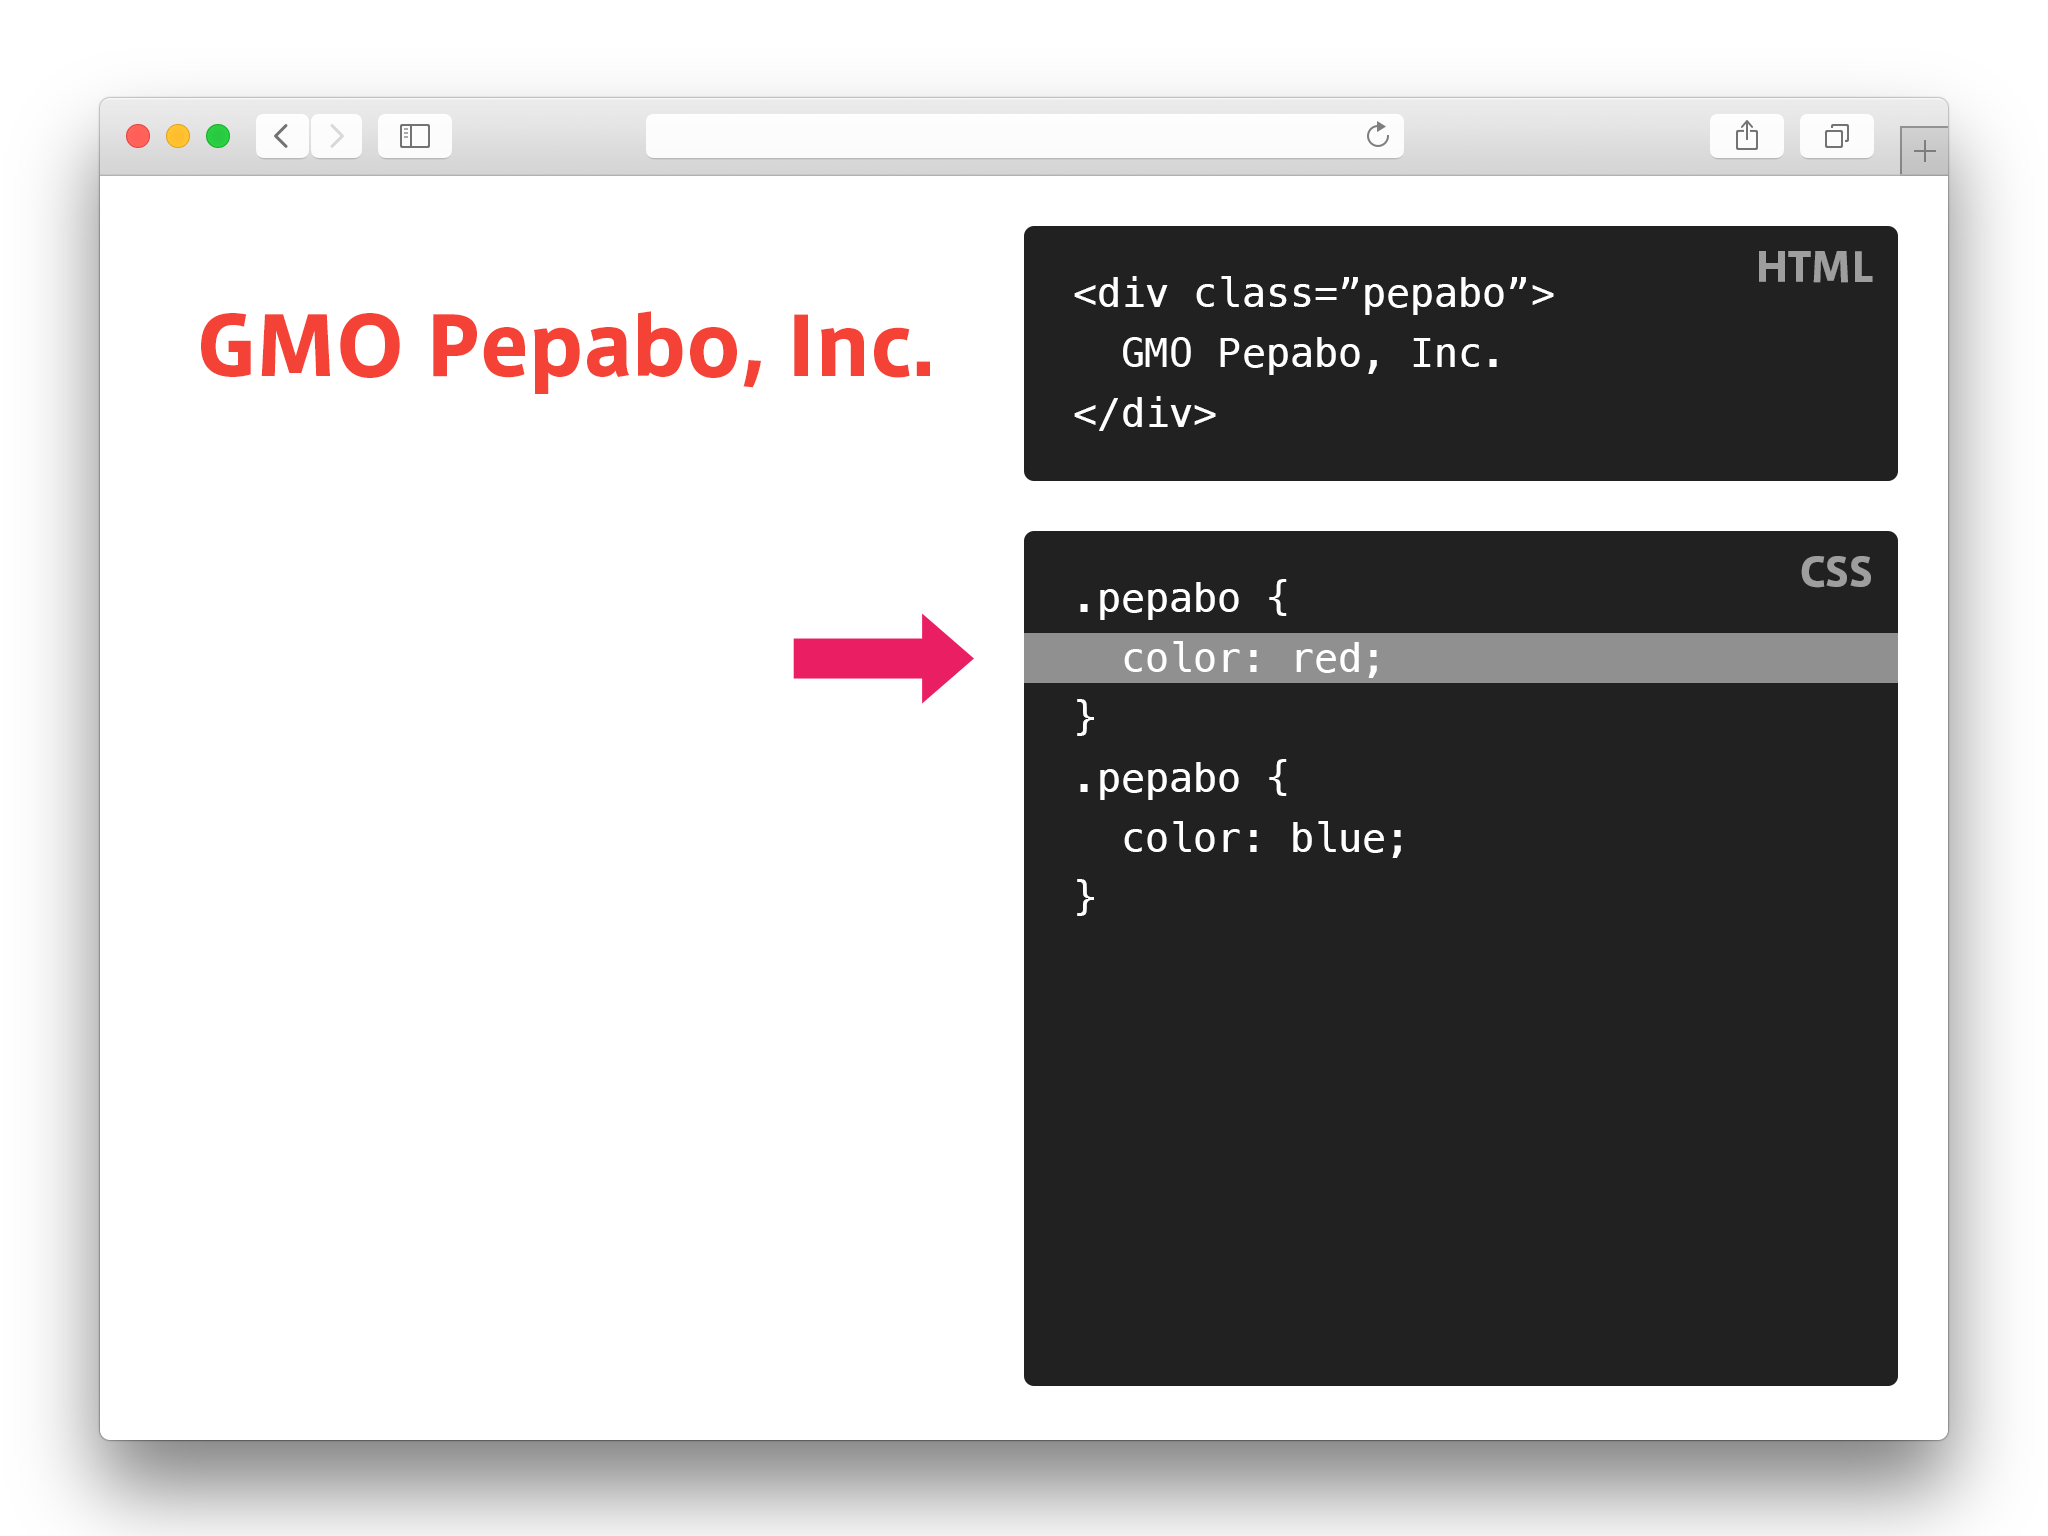 GMO Pepabo, Inc.
HTML
<div class=”pepabo”>
  GMO Pepabo, Inc.
</div>
CSS
.pepabo {
  color: red;
}
.pepabo {
  color: blue;
}